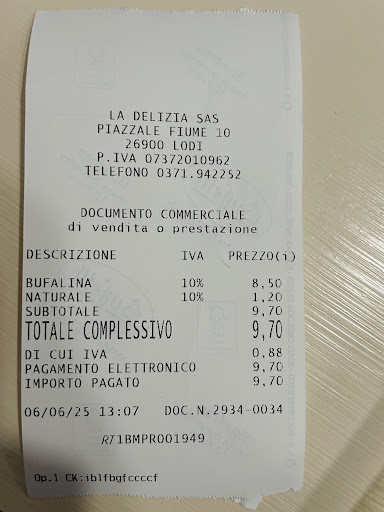 LA DELIZIA SAS
PIAZZALE FIUME 10
26900 LODI
P.IVA 07372010962
TELEFONO 0371.942252
DOCUMENTO COMMERCIALE
di vendita o prestazione
DESCRIZIONE IVA PREZZO(i)
BUFALINA 10% 8,50
NATURALE 10% 1,20
SUBTOTALE 9,70
TOTALE COMPLESSIVO 9,70
DI CUI IVA 0,88
PAGAMENTO ELETTRONICO 9,70
IMPORTO PAGATO 9,70
06/06/25 13:07 DOC.N.2934-0034
RT1BMPR001949
Op.1 CK:iblfbgfccccf